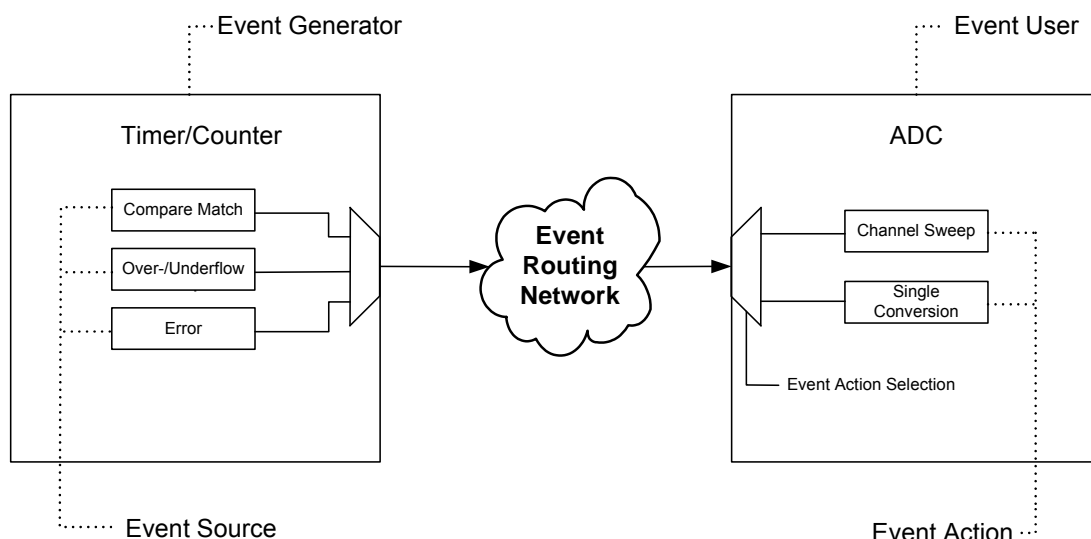 Event Generator
Event User
Timer/Counter
ADC
Compare Match
Over-/Underflow
Error
Event
Routing
Network
Channel Sweep
Single
Conversion
Event Action Selection
Event Source
Event Action